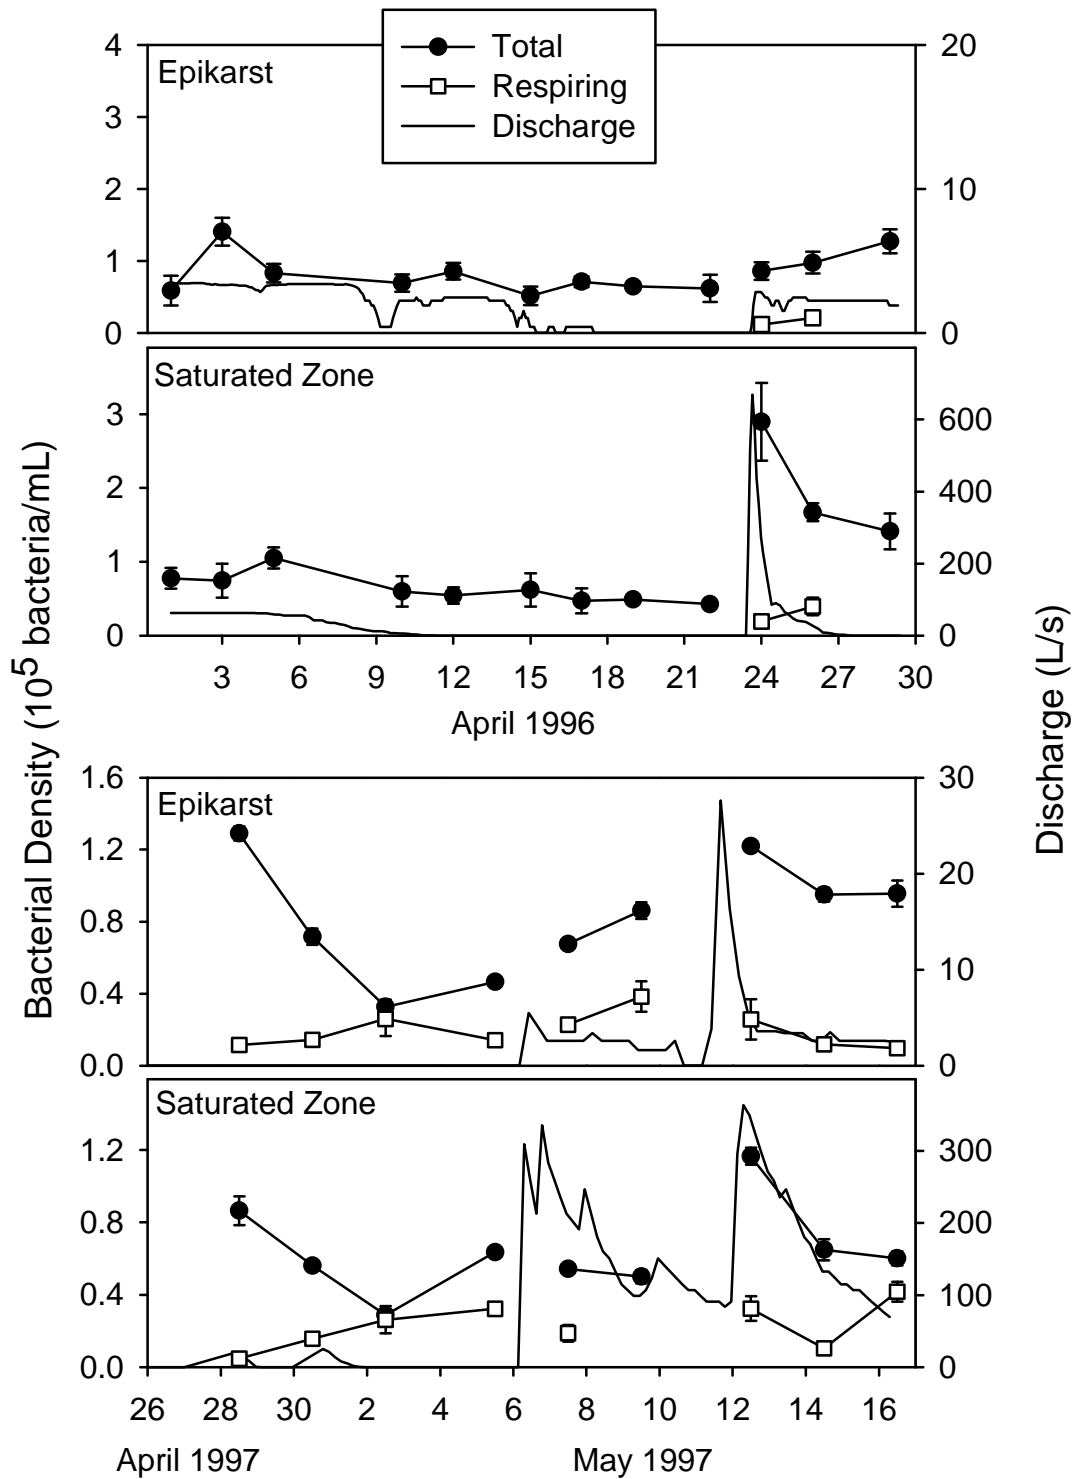 Total
Respiring
Discharge
Epikarst
4
3
2
1
0
20
10
0
Saturated Zone
3
2
1
0
600
400
200
0
3 6 9 12 15 18 21 24 27 30
April 1996
Bacterial Density (10⁵ bacteria/mL)
Discharge (L/s)
Epikarst
1.6
1.2
0.8
0.4
0.0
30
20
10
0
Saturated Zone
1.2
0.8
0.4
0.0
300
200
100
0
26 28 30 2 4 6 8 10 12 14 16
April 1997 May 1997